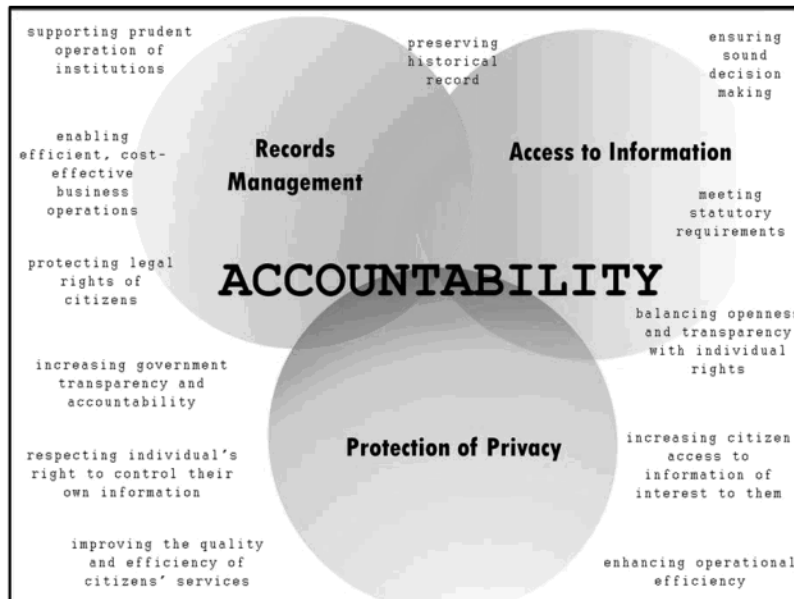 supporting prudent
operation of
institutions
preserving
historical
record
ensuring
sound
decision
making
enabling
efficient, cost-
effective
business
operations
Records
Management
Access to Information
meeting
statutory
requirements
protecting legal
rights of
citizens
ACCOUNTABILITY
balancing openness
and transparency
with individual
rights
increasing government
transparency and
accountability
respecting individual's
right to control their
own information
Protection of Privacy
increasing citizen
access to
information of
interest to them
improving the quality
and efficiency of
citizens' services
enhancing operational
efficiency